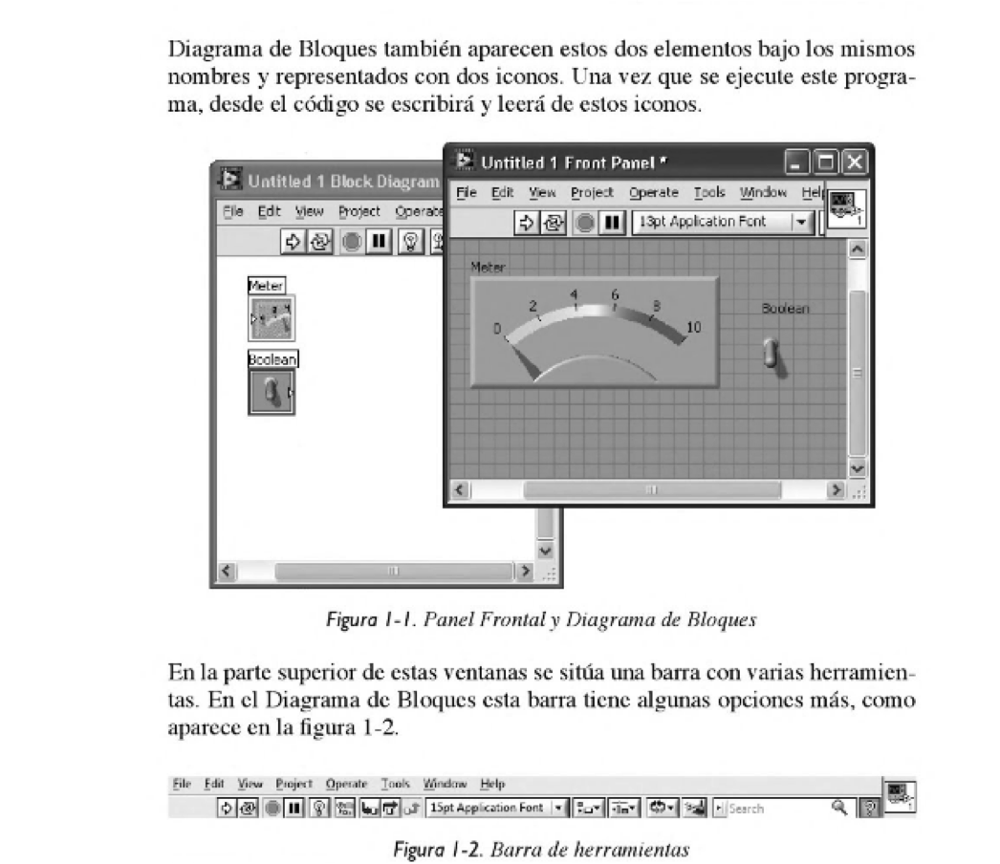 Diagrama de Bloques también aparecen estos dos elementos bajo los mismos
nombres y representados con dos iconos. Una vez que se ejecute este progra-
ma, desde el código se escribirá y leerá de estos iconos.
Untitled 1 Block Diagram
File Edit View Project Operate
Meter
Boolean
Untitled 1 Front Panel *
File Edit View Project Operate Tools Window Help
13pt Application Font
1
Meter
0 2 4 6 8 10
Boolean
Figura 1-1. Panel Frontal y Diagrama de Bloques
En la parte superior de estas ventanas se sitúa una barra con varias herramien-
tas. En el Diagrama de Bloques esta barra tiene algunas opciones más, como
aparece en la figura 1-2.
File Edit View Project Operate Tools Window Help
15pt Application Font Search
Figura 1-2. Barra de herramientas